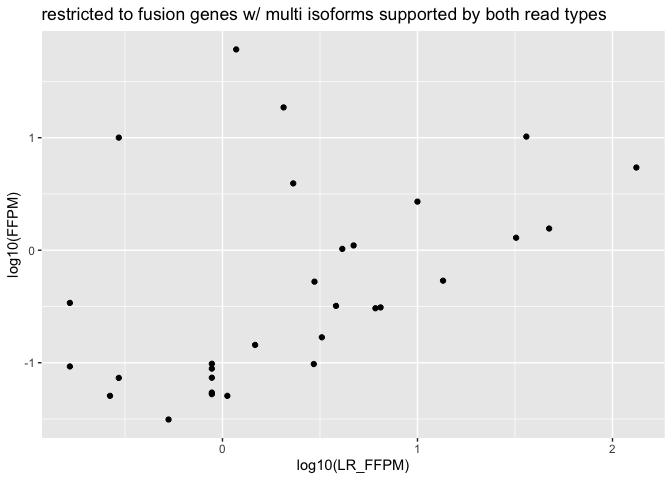 restricted to fusion genes w/ multi isoforms supported by both read types
log10(FFPM)
1
0
-1
0
1
2
log10(LR_FFPM)